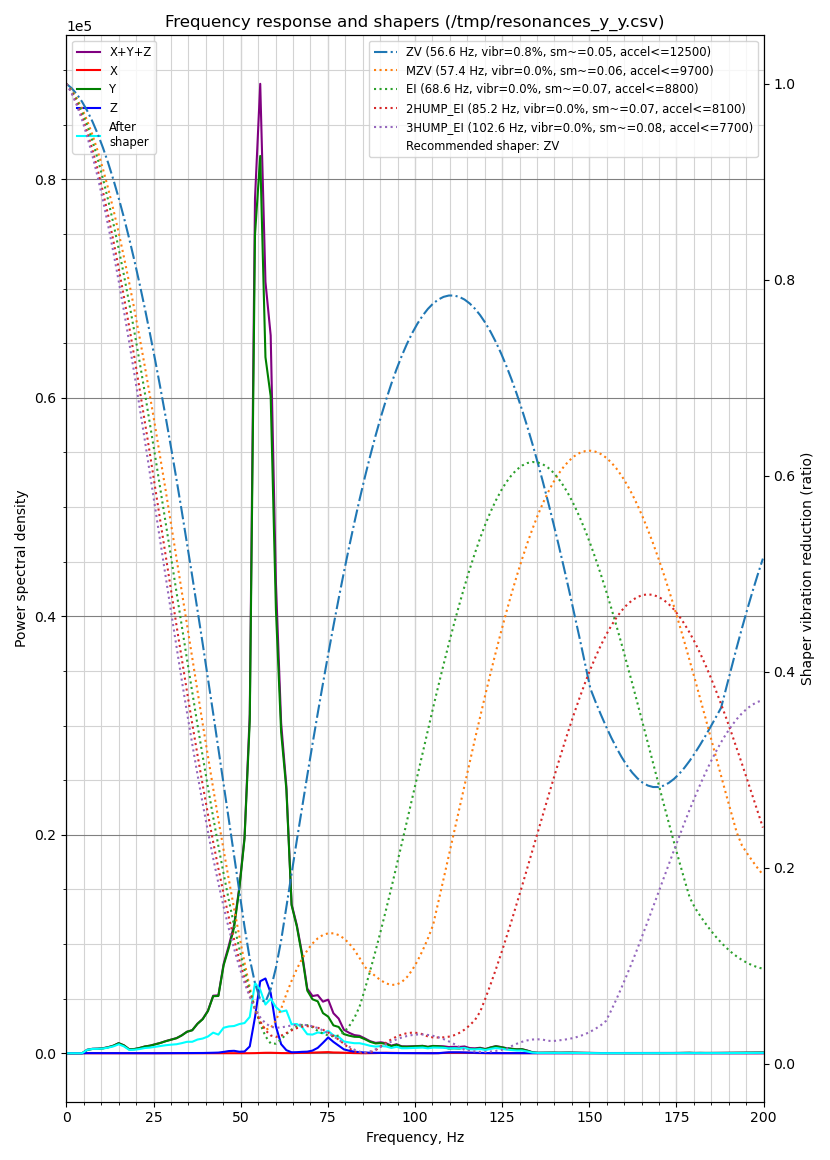 Frequency response and shapers (/tmp/resonances_y_y.csv)
1e5
X+Y+Z
X
Y
Z
After
shaper
ZV (56.6 Hz, vibr=0.8%, sm~=0.05, accel<=12500)
MZV (57.4 Hz, vibr=0.0%, sm~=0.06, accel<=9700)
EI (68.6 Hz, vibr=0.0%, sm~=0.07, accel<=8800)
2HUMP_EI (85.2 Hz, vibr=0.0%, sm~=0.07, accel<=8100)
3HUMP_EI (102.6 Hz, vibr=0.0%, sm~=0.08, accel<=7700)
Recommended shaper: ZV
Power spectral density
0.8
0.6
0.4
0.2
0.0
1.0
0.8
0.6
0.4
0.2
0.0
Shaper vibration reduction (ratio)
0 25 50 75 100 125 150 175 200
Frequency, Hz